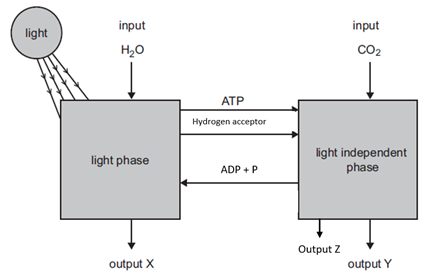 input
input
light
H₂O
CO₂
ATP
Hydrogen acceptor
light phase
light independent
phase
ADP + P
Output Z
output X
output Y